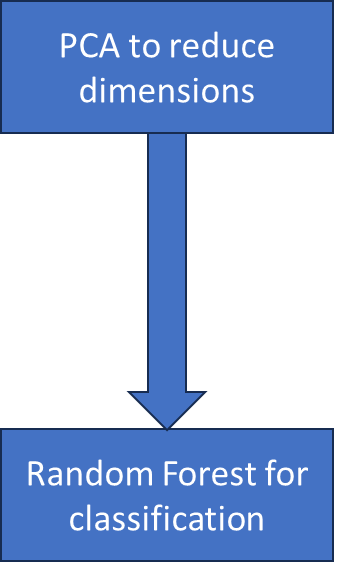 PCA to reduce
dimensions
Random Forest for
classification